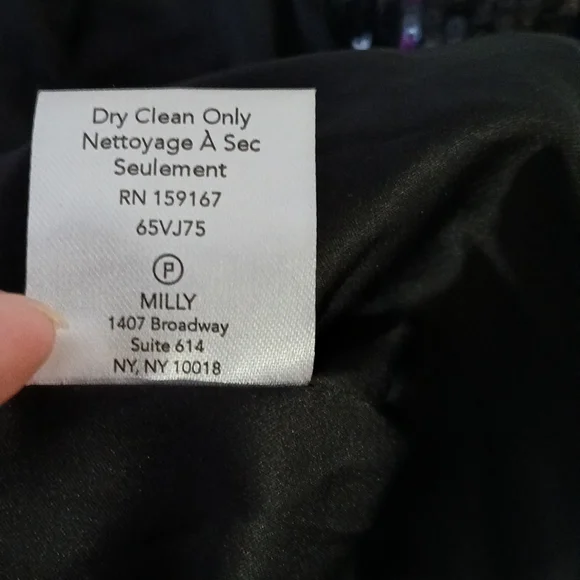 Dry Clean Only
Nettoyage À Sec
Seulement
RN 159167
65VJ75
P
MILLY
1407 Broadway
Suite 614
NY, NY 10018